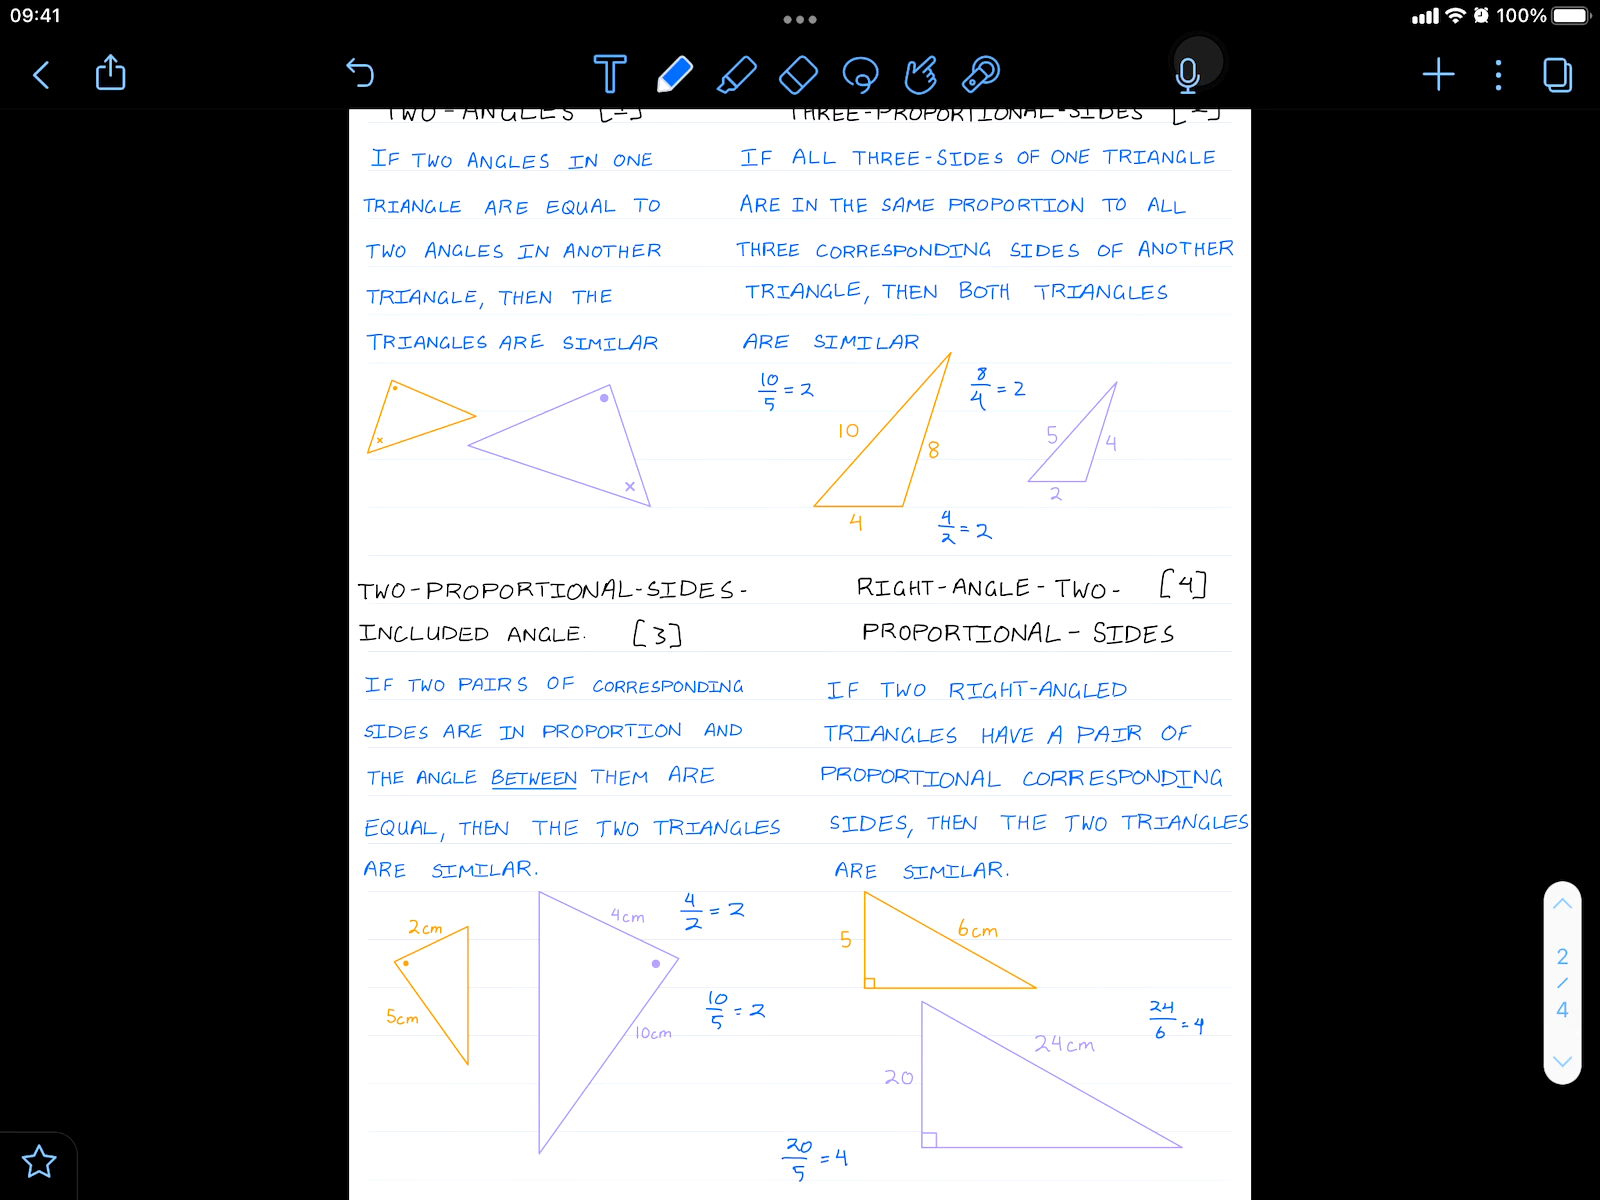 09:41
100%
TWO-ANGLES [1]
IF TWO ANGLES IN ONE
TRIANGLE ARE EQUAL TO
TWO ANGLES IN ANOTHER
TRIANGLE, THEN THE
TRIANGLES ARE SIMILAR
x
x
THREE-PROPORTIONAL-SIDES
IF ALL THREE-SIDES OF ONE TRIANGLE
ARE IN THE SAME PROPORTION TO ALL
THREE CORRESPONDING SIDES OF ANOTHER
TRIANGLE, THEN BOTH TRIANGLES
ARE SIMILAR
10/5 = 2
8/4 = 2
10
8
4
4/2 = 2
5
4
2
TWO-PROPORTIONAL-SIDES-
INCLUDED ANGLE. [3]
IF TWO PAIRS OF CORRESPONDING
SIDES ARE IN PROPORTION AND
THE ANGLE BETWEEN THEM ARE
EQUAL, THEN THE TWO TRIANGLES
ARE SIMILAR.
2cm
5cm
4cm
10cm
4/2 = 2
10/5 = 2
RIGHT-ANGLE-TWO- [4]
PROPORTIONAL-SIDES
IF TWO RIGHT-ANGLED
TRIANGLES HAVE A PAIR OF
PROPORTIONAL CORRESPONDING
SIDES, THEN THE TWO TRIANGLES
ARE SIMILAR.
5
6cm
20
24cm
24/6 = 4
20/5 = 4
2
/
4